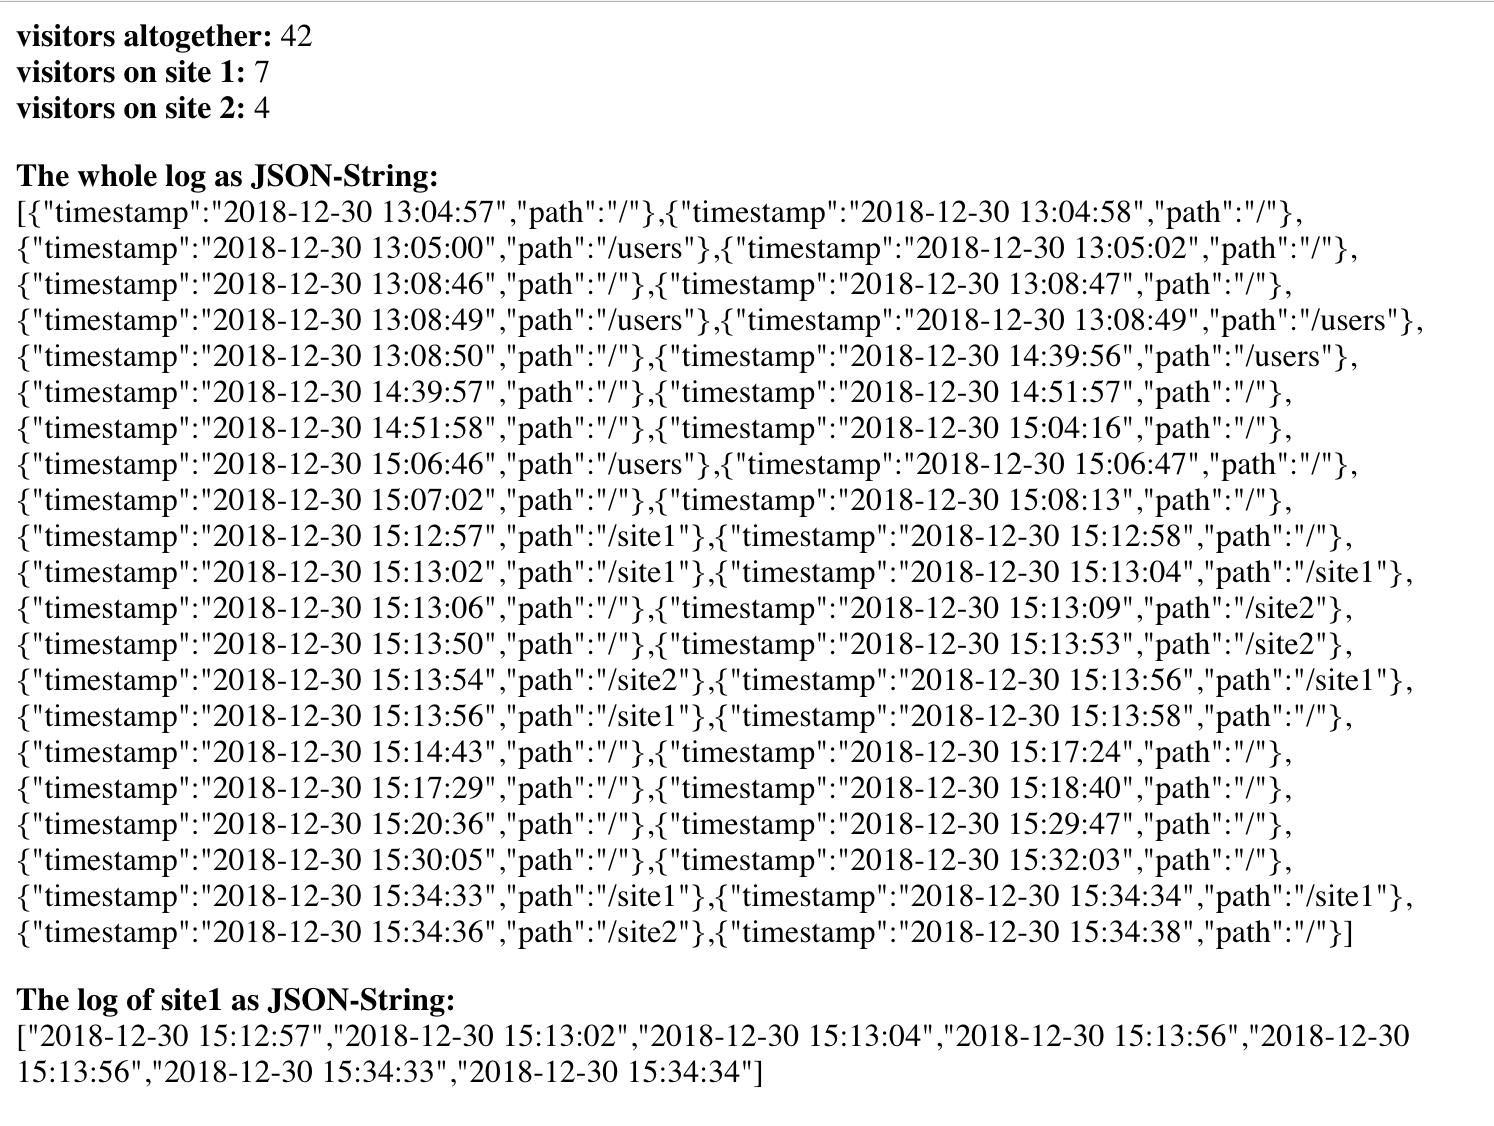 visitors altogether: 42
visitors on site 1: 7
visitors on site 2: 4
The whole log as JSON-String:
[{"timestamp":"2018-12-30 13:04:57","path":"/"},{"timestamp":"2018-12-30 13:04:58","path":"/"},
{"timestamp":"2018-12-30 13:05:00","path":"/users"},{"timestamp":"2018-12-30 13:05:02","path":"/"},
{"timestamp":"2018-12-30 13:08:46","path":"/"},{"timestamp":"2018-12-30 13:08:47","path":"/"},
{"timestamp":"2018-12-30 13:08:49","path":"/users"},{"timestamp":"2018-12-30 13:08:49","path":"/users"},
{"timestamp":"2018-12-30 13:08:50","path":"/"},{"timestamp":"2018-12-30 14:39:56","path":"/users"},
{"timestamp":"2018-12-30 14:39:57","path":"/"},{"timestamp":"2018-12-30 14:51:57","path":"/"},
{"timestamp":"2018-12-30 14:51:58","path":"/"},{"timestamp":"2018-12-30 15:04:16","path":"/"},
{"timestamp":"2018-12-30 15:06:46","path":"/users"},{"timestamp":"2018-12-30 15:06:47","path":"/"},
{"timestamp":"2018-12-30 15:07:02","path":"/"},{"timestamp":"2018-12-30 15:08:13","path":"/"},
{"timestamp":"2018-12-30 15:12:57","path":"/site1"},{"timestamp":"2018-12-30 15:12:58","path":"/"},
{"timestamp":"2018-12-30 15:13:02","path":"/site1"},{"timestamp":"2018-12-30 15:13:04","path":"/site1"},
{"timestamp":"2018-12-30 15:13:06","path":"/"},{"timestamp":"2018-12-30 15:13:09","path":"/site2"},
{"timestamp":"2018-12-30 15:13:50","path":"/"},{"timestamp":"2018-12-30 15:13:53","path":"/site2"},
{"timestamp":"2018-12-30 15:13:54","path":"/site2"},{"timestamp":"2018-12-30 15:13:56","path":"/site1"},
{"timestamp":"2018-12-30 15:13:56","path":"/site1"},{"timestamp":"2018-12-30 15:13:58","path":"/"},
{"timestamp":"2018-12-30 15:14:43","path":"/"},{"timestamp":"2018-12-30 15:17:24","path":"/"},
{"timestamp":"2018-12-30 15:17:29","path":"/"},{"timestamp":"2018-12-30 15:18:40","path":"/"},
{"timestamp":"2018-12-30 15:20:36","path":"/"},{"timestamp":"2018-12-30 15:29:47","path":"/"},
{"timestamp":"2018-12-30 15:30:05","path":"/"},{"timestamp":"2018-12-30 15:32:03","path":"/"},
{"timestamp":"2018-12-30 15:34:33","path":"/site1"},{"timestamp":"2018-12-30 15:34:34","path":"/site1"},
{"timestamp":"2018-12-30 15:34:36","path":"/site2"},{"timestamp":"2018-12-30 15:34:38","path":"/"}]
The log of site1 as JSON-String:
["2018-12-30 15:12:57","2018-12-30 15:13:02","2018-12-30 15:13:04","2018-12-30 15:13:56","2018-12-30
15:13:56","2018-12-30 15:34:33","2018-12-30 15:34:34"]